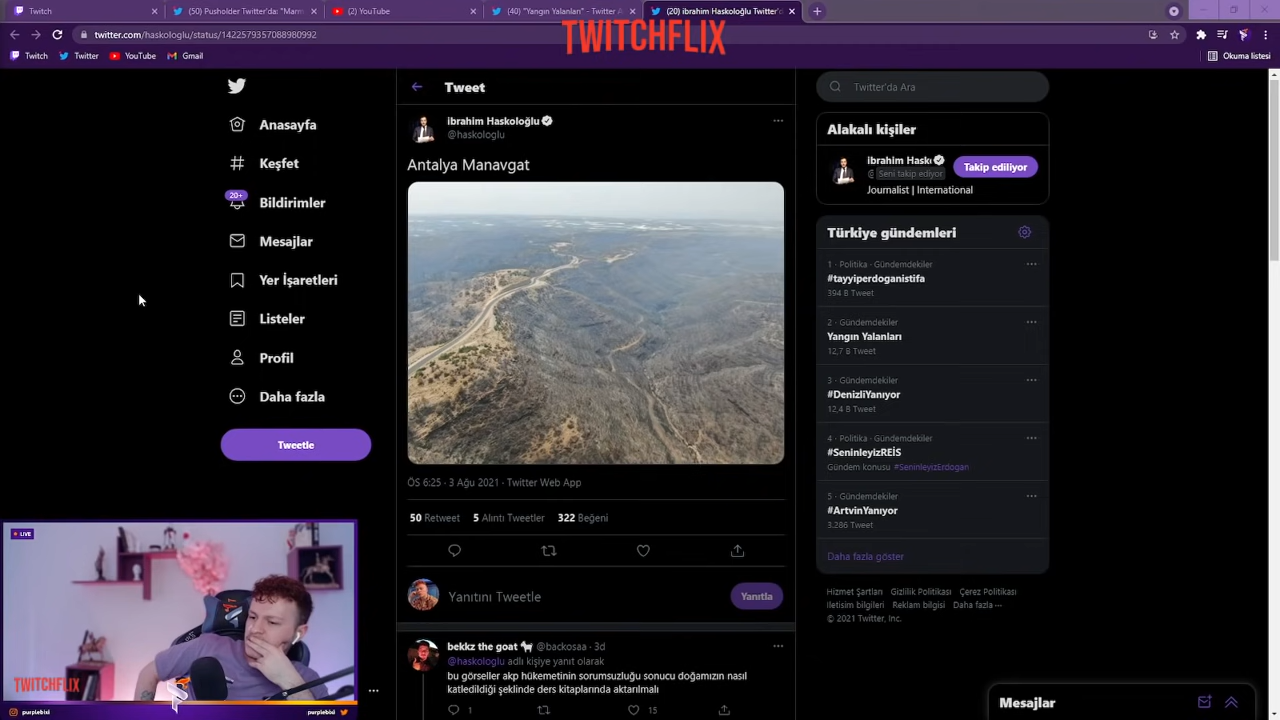 Twitch
(50) Pusholder Twitter'da: "Mam
(2) YouTube
(40) "Yangın Yalanları" - Twitter A
(20) ibrahim Haskoloğlu Twitter'd
twitter.com/haskologlu/status/1422579357088980992
TWITCHFLIX
Twitch
Twitter
YouTube
Gmail
Okuma listesi
Anasayfa
Keşfet
20+
Bildirimler
Mesajlar
Yer İşaretleri
Listeler
Profil
Daha fazla
Tweetle
Tweet
ibrahim Haskoloğlu
@haskologlu
Antalya Manavgat
ÖS 6:25 · 3 Ağu 2021 · Twitter Web App
50 Retweet 5 Alıntı Tweetler 322 Beğeni
Yanıtını Tweetle
Yanıtla
bekkz the goat @backosaa · 3d
@haskologlu adlı kişiye yanıt olarak
bu görseller akp hükemetinin sorumsuzluğu sonucu doğamızın nasıl
katledildiği şeklinde ders kitaplarında aktarılmalı
1 15
Twitter'da Ara
Alakalı kişiler
ibrahim Hasko
@ Seni takip ediyor
Takip ediliyor
Journalist | International
Türkiye gündemleri
1 · Politika · Gündemdekiler
#tayyiperdoganistifa
394 B Tweet
2 · Gündemdekiler
Yangın Yalanları
12,7 B Tweet
3 · Gündemdekiler
#DenizliYanıyor
12,4 B Tweet
4 · Politika · Gündemdekiler
#SeninleyizREİS
Gündem konusu #SeninleyizErdogan
5 · Gündemdekiler
#ArtvinYanıyor
3.286 Tweet
Daha fazla göster
Hizmet Şartları Gizlilik Politikası Çerez Politikası
İletişim bilgileri Reklam bilgisi Daha fazla ···
© 2021 Twitter, Inc.
Mesajlar
LIVE
TWITCHFLIX
purplebixi
purplebixi